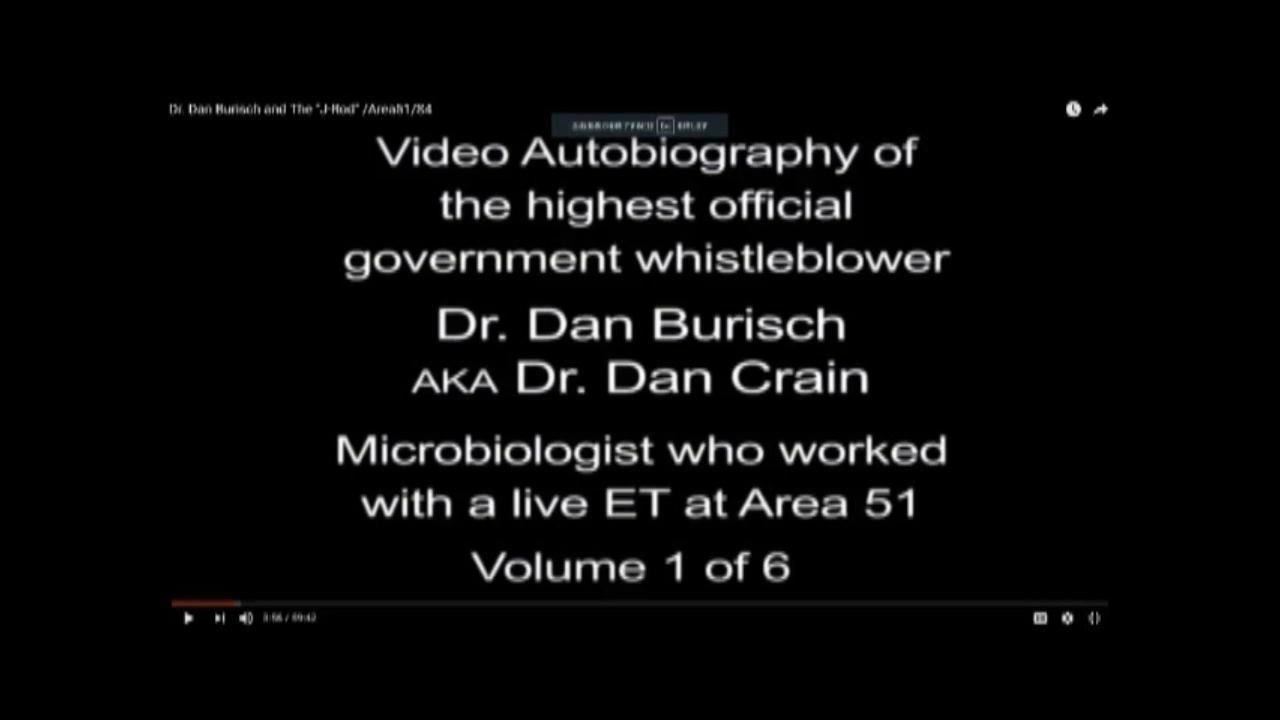 Dr. Dan Burisch and The "J-Rod" /Area51/S4
Video Autobiography of
the highest official
government whistleblower
Dr. Dan Burisch
AKA Dr. Dan Crain
Microbiologist who worked
with a live ET at Area 51
Volume 1 of 6